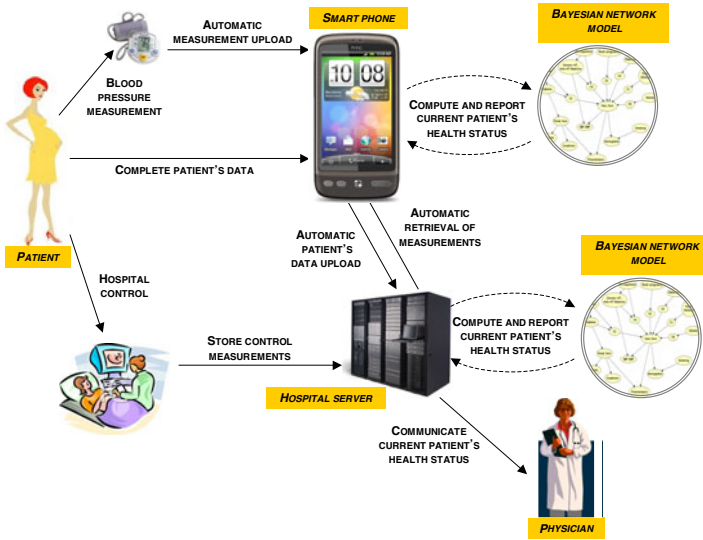 AUTOMATIC
MEASUREMENT UPLOAD
SMART PHONE
BAYESIAN NETWORK
MODEL
htc
10 08
BLOOD
PRESSURE
MEASUREMENT
COMPUTE AND REPORT
CURRENT PATIENT'S
HEALTH STATUS
COMPLETE PATIENT'S DATA
PATIENT
AUTOMATIC
RETRIEVAL OF
MEASUREMENTS
AUTOMATIC
PATIENT'S
DATA UPLOAD
BAYESIAN NETWORK
MODEL
HOSPITAL
CONTROL
STORE CONTROL
MEASUREMENTS
COMPUTE AND REPORT
CURRENT PATIENT'S
HEALTH STATUS
HOSPITAL SERVER
COMMUNICATE
CURRENT PATIENT'S
HEALTH STATUS
PHYSICIAN